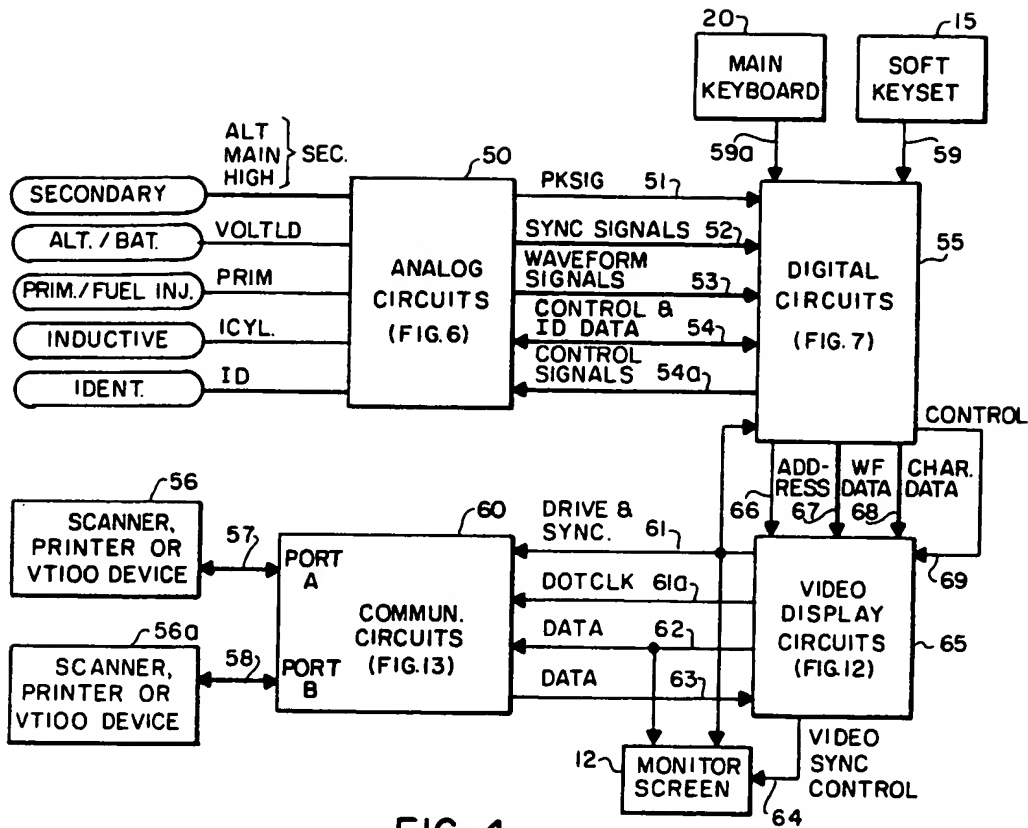 20
15
MAIN
KEYBOARD
SOFT
KEYSET
59a
59
ALT
MAIN
HIGH
SEC.
50
SECONDARY
ALT. / BAT.
VOLTLD
PRIM./FUEL INJ.
PRIM
INDUCTIVE
ICYL.
IDENT.
ID
ANALOG
CIRCUITS
(FIG.6)
PKSIG
51
SYNC SIGNALS
52
WAVEFORM
SIGNALS
53
CONTROL &
ID DATA
54
CONTROL
SIGNALS
54a
55
DIGITAL
CIRCUITS
(FIG.7)
CONTROL
ADD-
RESS
66
WF
DATA
67
CHAR.
DATA
68
69
56
SCANNER,
PRINTER OR
VT100 DEVICE
57
56a
SCANNER,
PRINTER OR
VT100 DEVICE
58
60
PORT
A
COMMUN.
CIRCUITS
(FIG.13)
PORT
B
DRIVE &
SYNC.
61
DOTCLK
61a
DATA
62
DATA
63
VIDEO
DISPLAY
CIRCUITS
(FIG.12)
65
12
MONITOR
SCREEN
VIDEO
SYNC
CONTROL
64